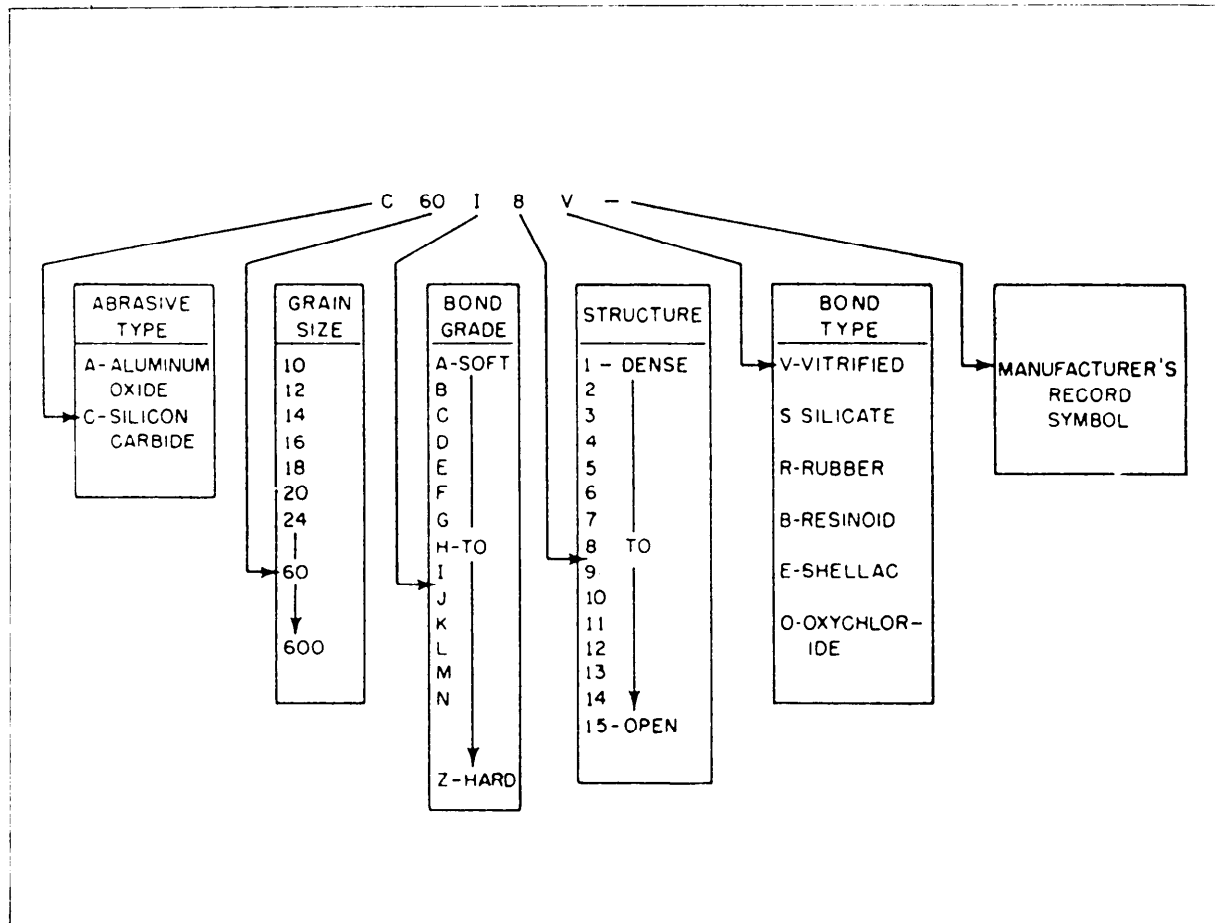 C 60 I 8 V –
ABRASIVE
TYPE
A-ALUMINUM
OXIDE
C-SILICON
CARBIDE
GRAIN
SIZE
10
12
14
16
18
20
24
60
600
BOND
GRADE
A-SOFT
B
C
D
E
F
G
H-TO
I
J
K
L
M
N
Z-HARD
STRUCTURE
1 - DENSE
2
3
4
5
6
7
8 TO
9
10
11
12
13
14
15-OPEN
BOND
TYPE
V-VITRIFIED
S SILICATE
R-RUBBER
B-RESINOID
E-SHELLAC
O-OXYCHLOR-
IDE
MANUFACTURER'S
RECORD
SYMBOL